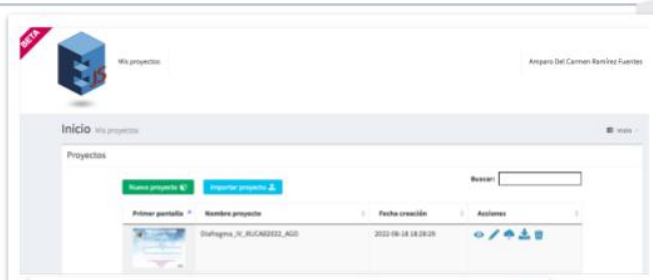 BETA
Mis proyectos
Amparo Del Carmen Ramírez Fuentes
Inicio Mis proyectos
Inicio
Proyectos
Nuevo proyecto
Importar proyecto
Buscar:
Primer pantalla Nombre proyecto Fecha creación Acciones
2022-08-18 18:28:29